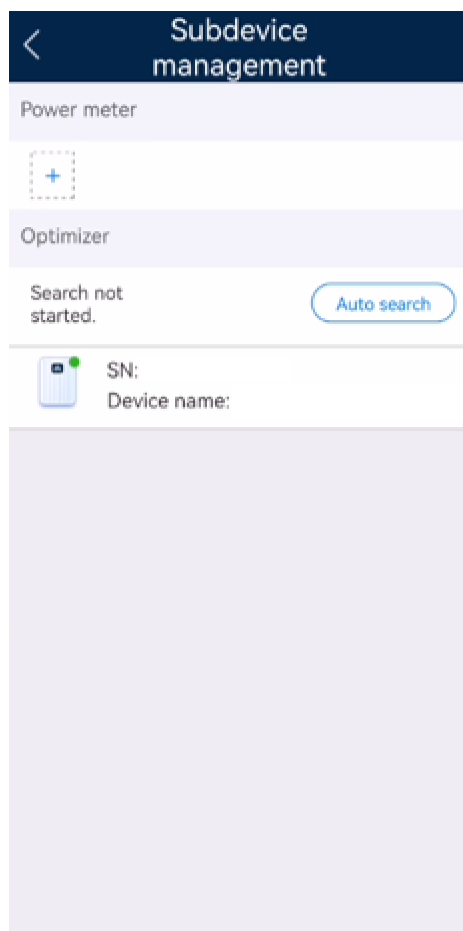 Subdevice
management
Power meter
+
Optimizer
Search not
started.
Auto search
SN:
Device name: